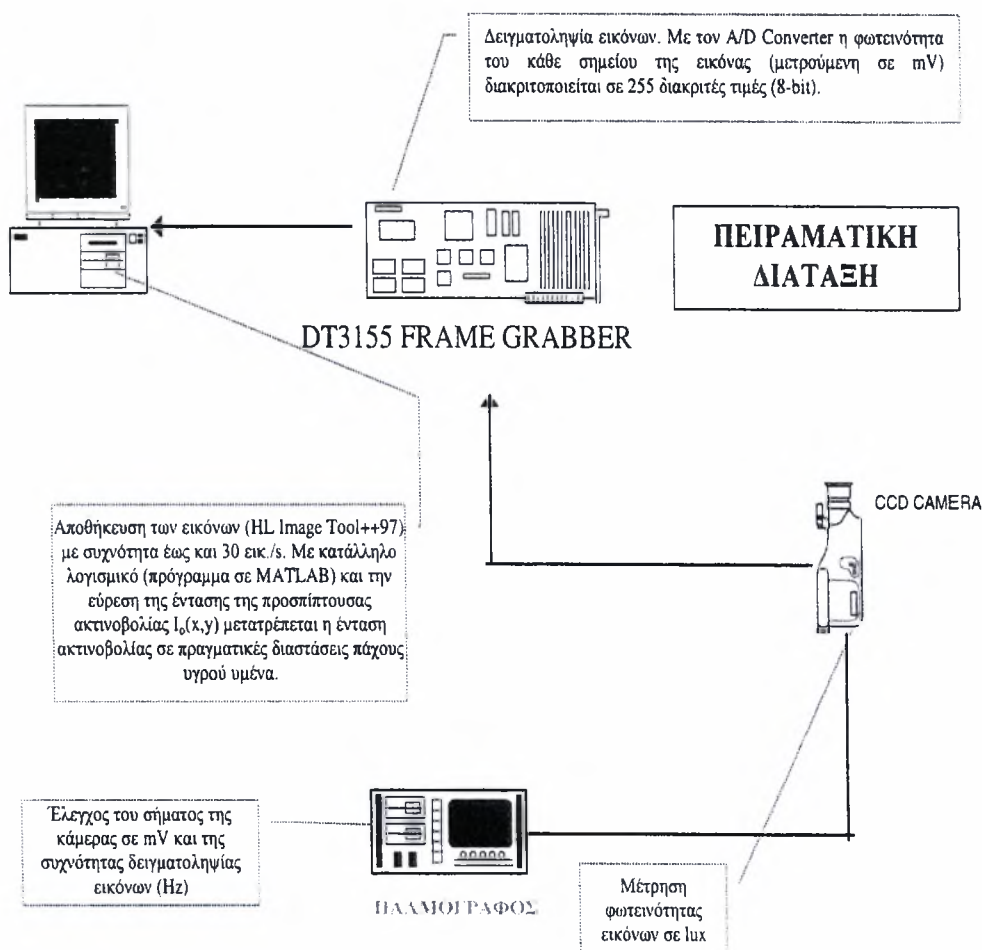 Δειγματοληψία εικόνων. Με τον A/D Converter η φωτεινότητα
του κάθε σημείου της εικόνας (μετρούμενη σε mV)
διακριτοποιείται σε 255 διακριτές τιμές (8-bit).
ΠΕΙΡΑΜΑΤΙΚΗ
ΔΙΑΤΑΞΗ
DT3155 FRAME GRABBER
CCD CAMERA
Αποθήκευση των εικόνων (HL Image Tool++97)
με συχνότητα έως και 30 εικ./s. Με κατάλληλο
λογισμικό (πρόγραμμα σε MATLAB) και την
εύρεση της έντασης της προσπίπτουσας
ακτινοβολίας I₀(x,y) μετατρέπεται η ένταση
ακτινοβολίας σε πραγματικές διαστάσεις πάχους
υγρού υμένα.
Έλεγχος του σήματος της
κάμερας σε mV και της
συχνότητας δειγματοληψίας
εικόνων (Hz)
ΠΑΛΜΟΓΡΑΦΟΣ
Μέτρηση
φωτεινότητας
εικόνων σε lux